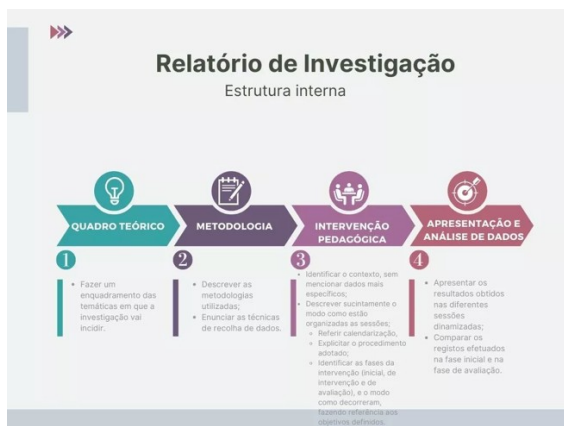 Relatório de Investigação
Estrutura interna
QUADRO TEÓRICO
1
• Fazer um
enquadramento das
temáticas em que a
investigação vai
incidir.
METODOLOGIA
2
• Descrever as
metodologias
utilizadas;
• Enunciar as técnicas
de recolha de dados.
INTERVENÇÃO
PEDAGÓGICA
3
• Identificar o contexto, sem
mencionar dados mais
específicos;
• Descrever sucintamente o
modo como estão
organizadas as sessões;
Referir calendarização,
Explicitar o procedimento
adotado;
Identificar as fases da
intervenção (inicial, de
intervenção e de
avaliação), e o modo
como decorreram,
fazendo referência aos
objetivos definidos.
APRESENTAÇÃO E
ANÁLISE DE DADOS
4
• Apresentar os
resultados obtidos
nas diferentes
sessões
dinamizadas;
• Comparar os
registos efetuados
na fase inicial e na
fase de avaliação.